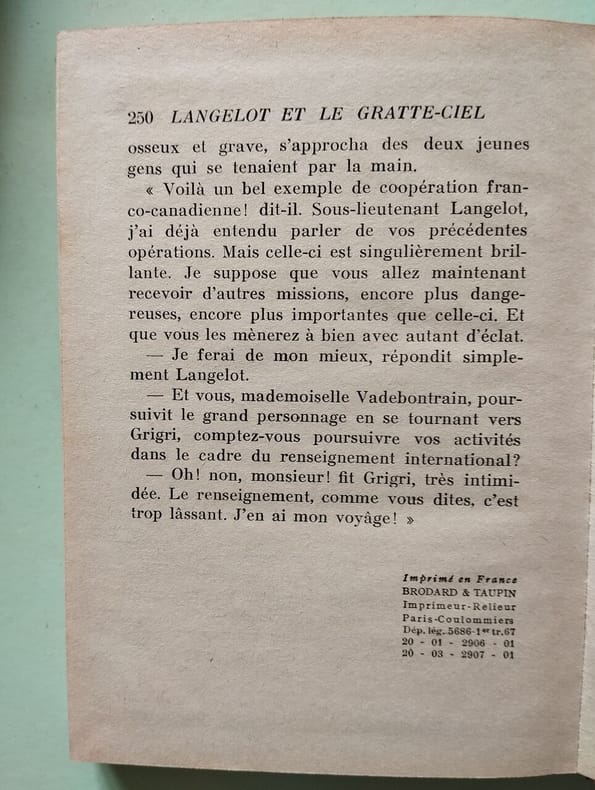 250 LANGELOT ET LE GRATTE-CIEL
osseux et grave, s'approcha des deux jeunes
gens qui se tenaient par la main.
« Voilà un bel exemple de coopération fran-
co-canadienne! dit-il. Sous-lieutenant Langelot,
j'ai déjà entendu parler de vos précédentes
opérations. Mais celle-ci est singulièrement bril-
lante. Je suppose que vous allez maintenant
recevoir d'autres missions, encore plus dange-
reuses, encore plus importantes que celle-ci. Et
que vous les mènerez à bien avec autant d'éclat.
— Je ferai de mon mieux, répondit simple-
ment Langelot.
— Et vous, mademoiselle Vadebontrain, pour-
suivit le grand personnage en se tournant vers
Grigri, comptez-vous poursuivre vos activités
dans le cadre du renseignement international?
— Oh! non, monsieur! fit Grigri, très intimi-
dée. Le renseignement, comme vous dites, c'est
trop lâssant. J'en ai mon voyâge! »
Imprimé en France
BRODARD & TAUPIN
Imprimeur-Relieur
Paris-Coulommiers
Dép. lég. 5686-1er tr. 67
20 - 01 - 2906 - 01
20 - 03 - 2907 - 01